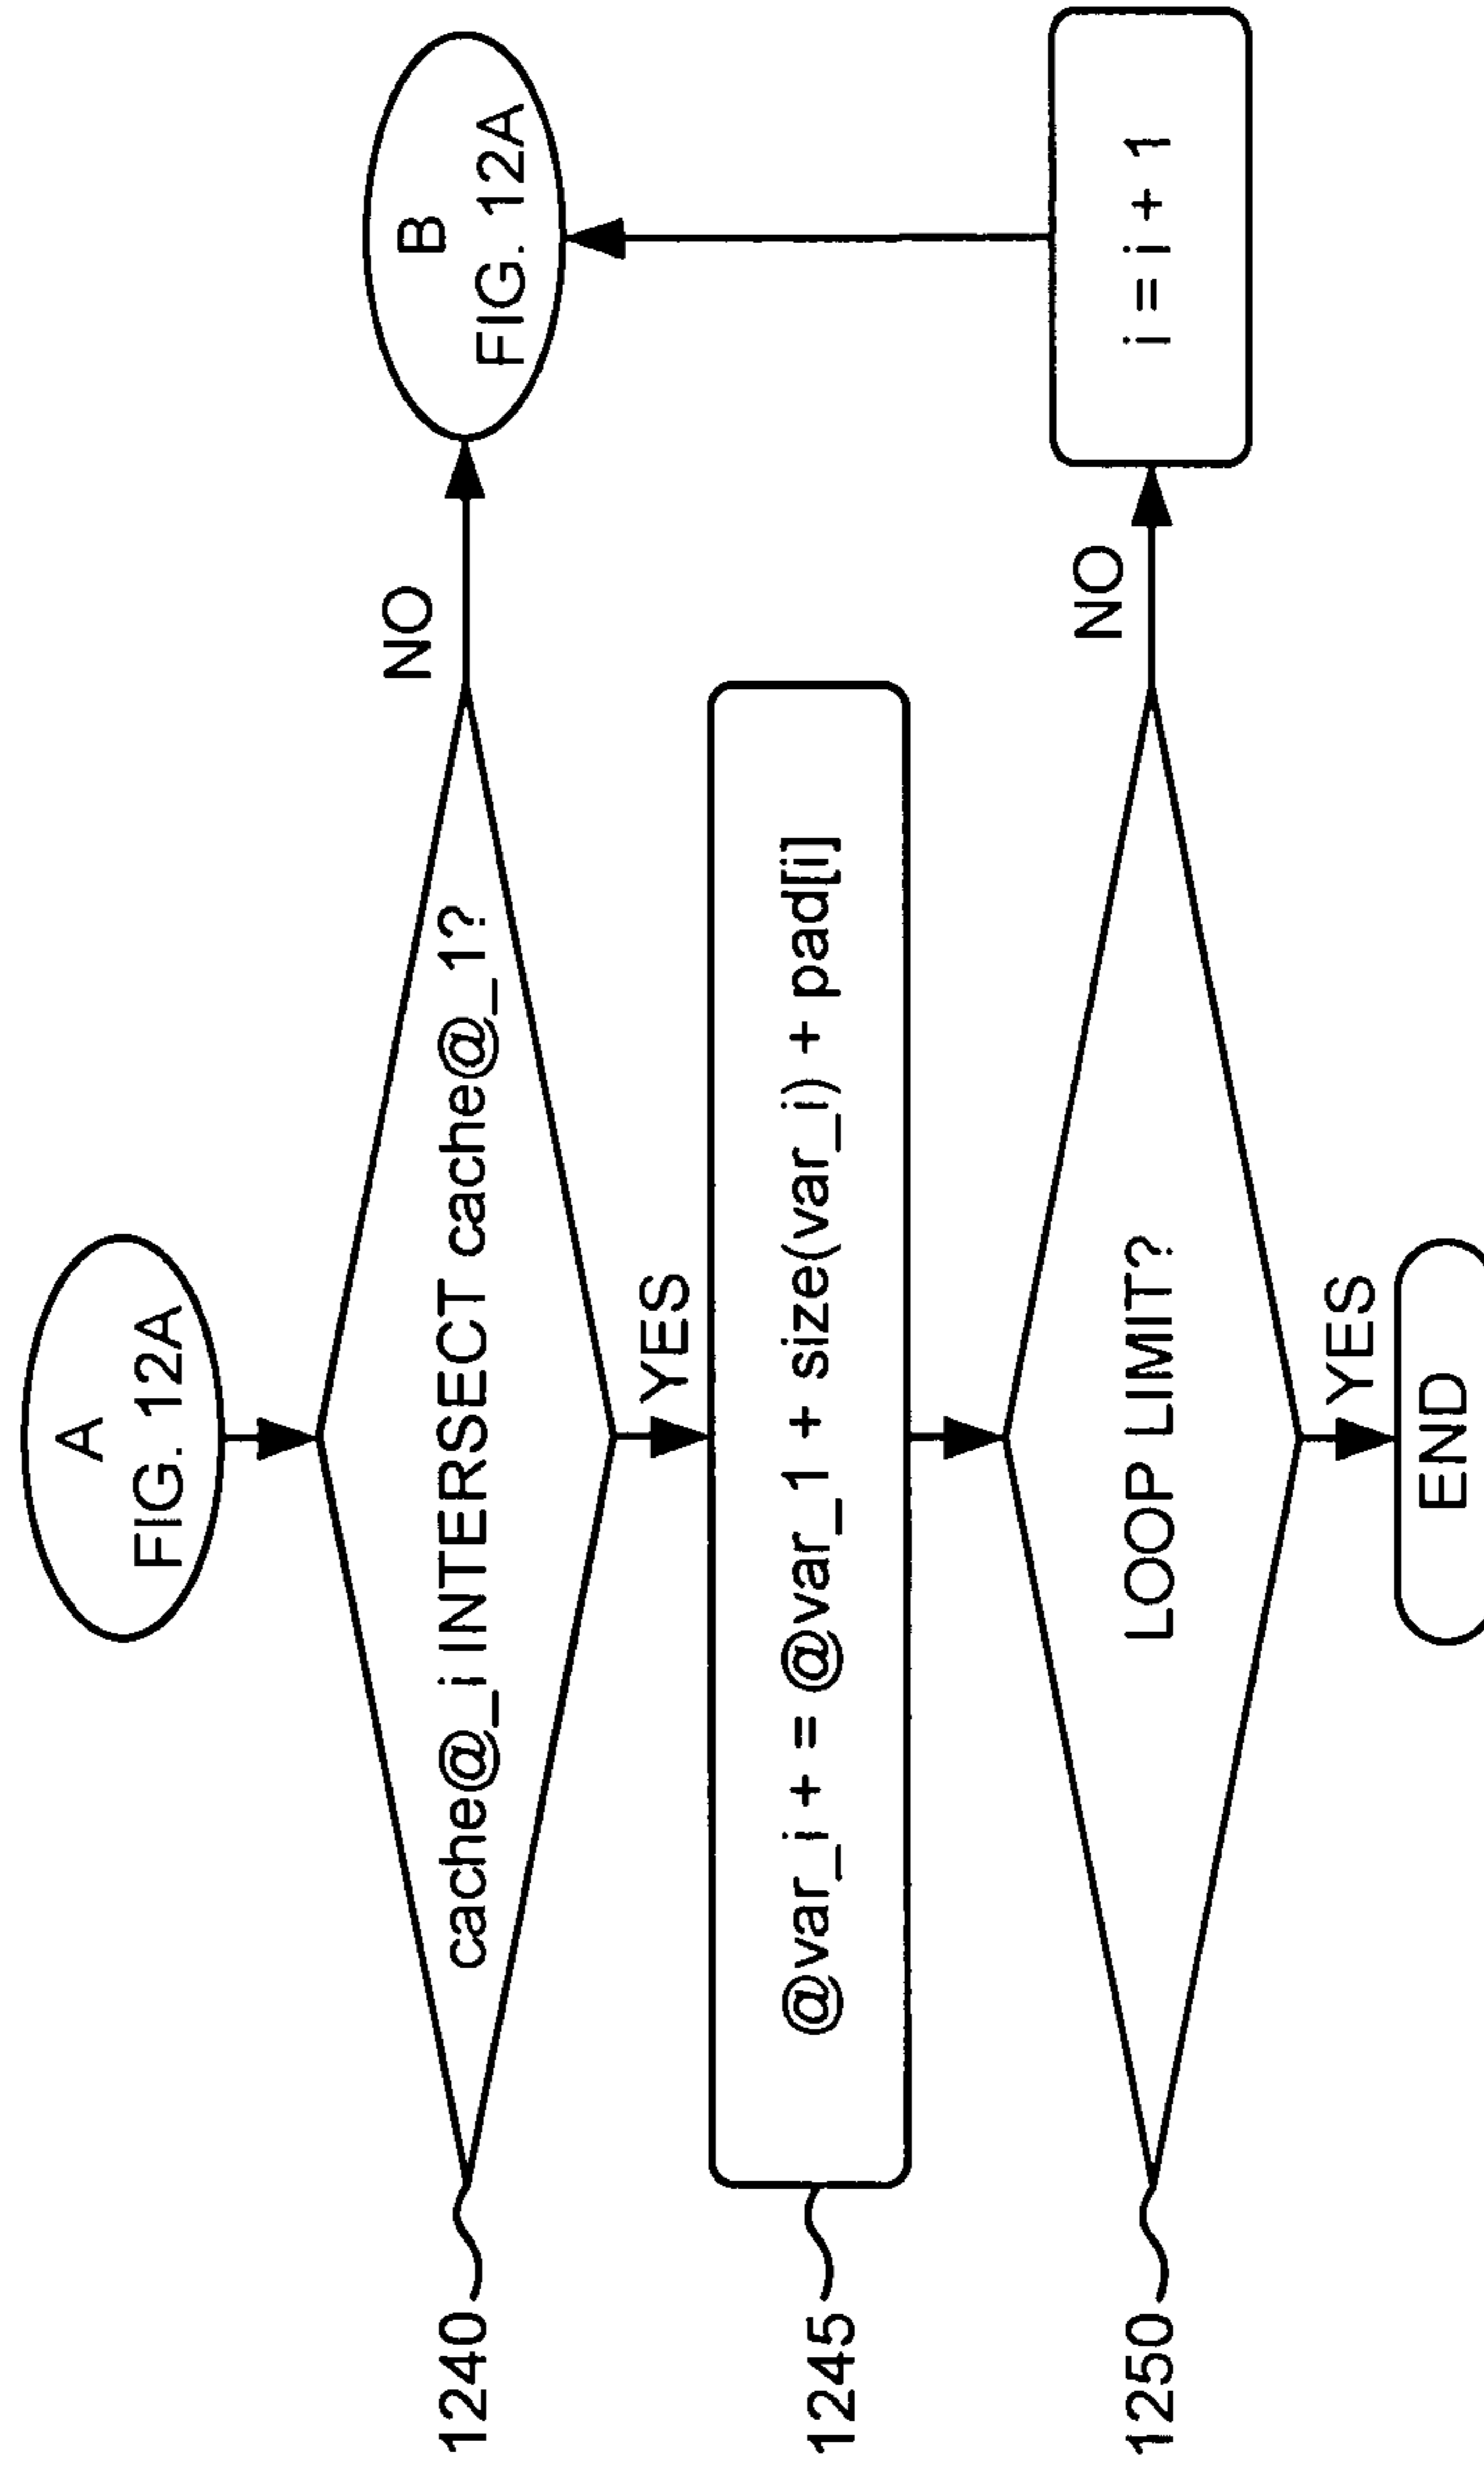 A
FIG. 12A
1240
cache@_i INTERSECT cache@_1?
NO
B
FIG. 12A
YES
1245
@var_i + = @var_1 + size(var_i) + pad[i]
1250
LOOP LIMIT?
NO
i = i + 1
YES
END